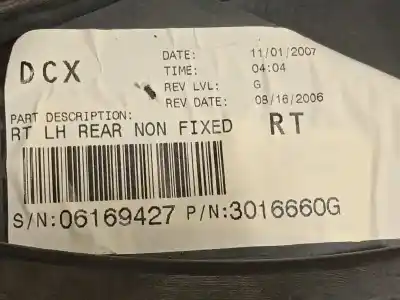 DCX
DATE: 11/01/2007
TIME: 04:04
REV LVL: G
REV DATE: 08/16/2006
PART DESCRIPTION:
RT LH REAR NON FIXED RT
S/N:06169427 P/N:3016660G